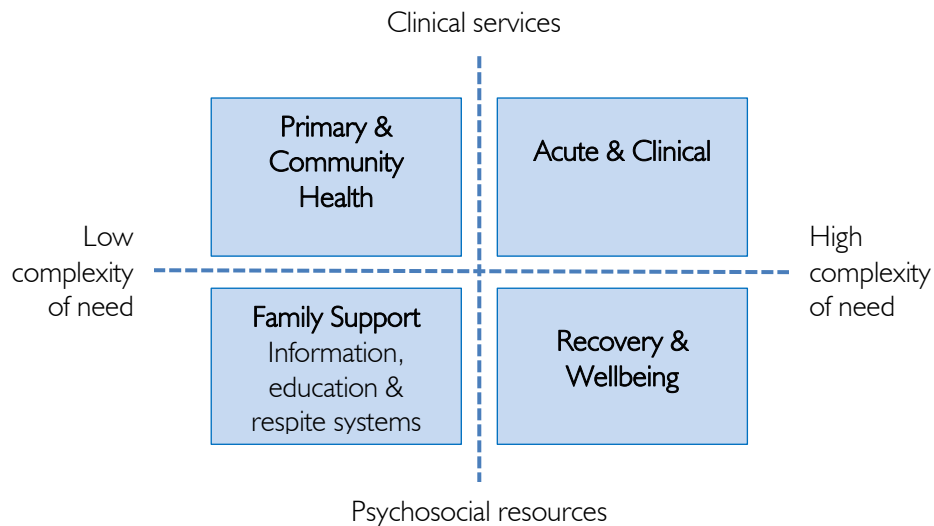 Clinical services
Primary &
Community
Health
Acute & Clinical
Low
complexity
of need
High
complexity
of need
Family Support
Information,
education &
respite systems
Recovery &
Wellbeing
Psychosocial resources